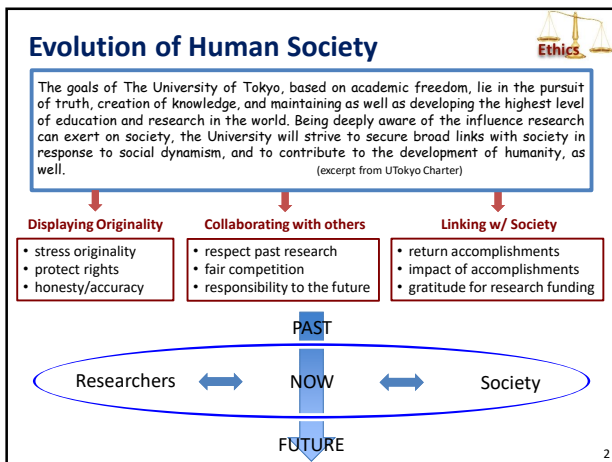 Evolution of Human Society
Ethics
The goals of The University of Tokyo, based on academic freedom, lie in the pursuit
of truth, creation of knowledge, and maintaining as well as developing the highest level
of education and research in the world. Being deeply aware of the influence research
can exert on society, the University will strive to secure broad links with society in
response to social dynamism, and to contribute to the development of humanity, as
well. (excerpt from UTokyo Charter)
Displaying Originality
• stress originality
• protect rights
• honesty/accuracy
Collaborating with others
• respect past research
• fair competition
• responsibility to the future
Linking w/ Society
• return accomplishments
• impact of accomplishments
• gratitude for research funding
PAST
Researchers NOW Society
FUTURE
2